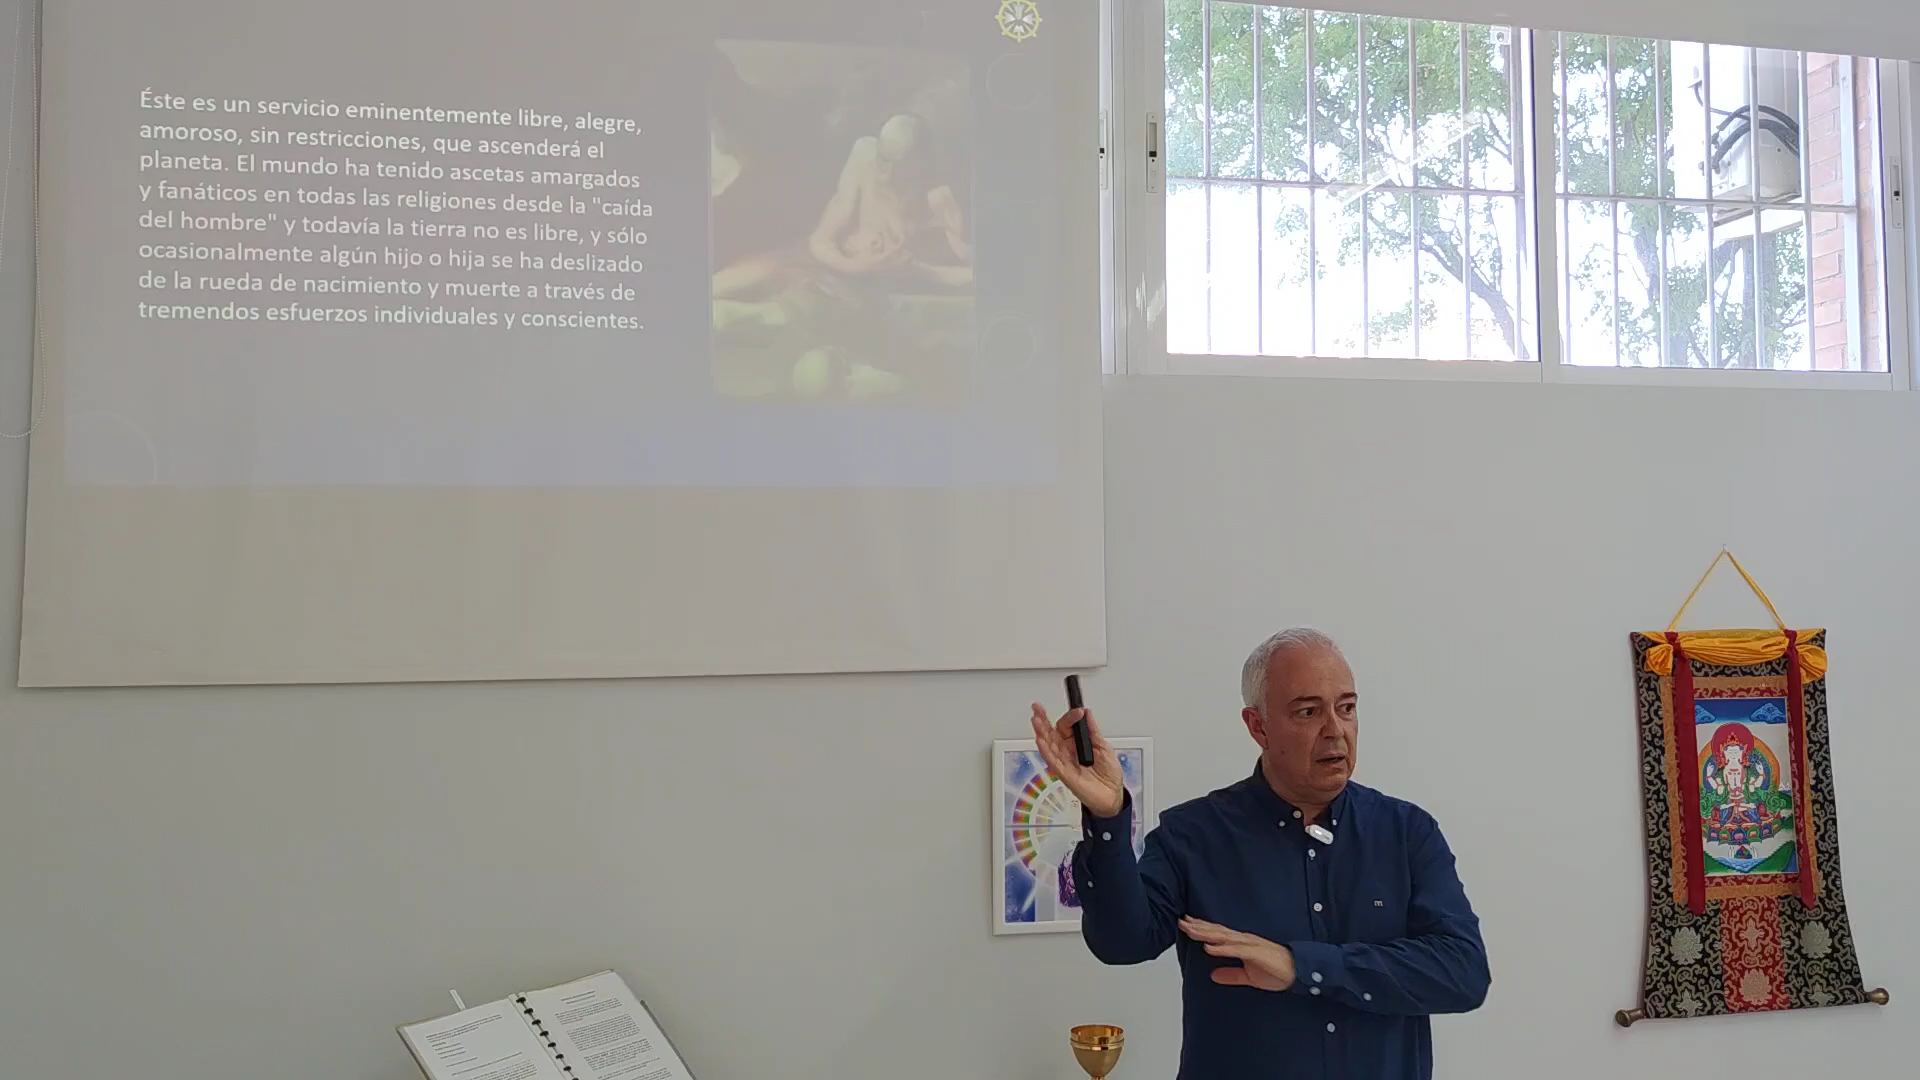 Éste es un servicio eminentemente libre, alegre,
amoroso, sin restricciones, que ascenderá el
planeta. El mundo ha tenido ascetas amargados
y fanáticos en todas las religiones desde la "caída
del hombre" y todavía la tierra no es libre, y sólo
ocasionalmente algún hijo o hija se ha deslizado
de la rueda de nacimiento y muerte a través de
tremendos esfuerzos individuales y conscientes.
m